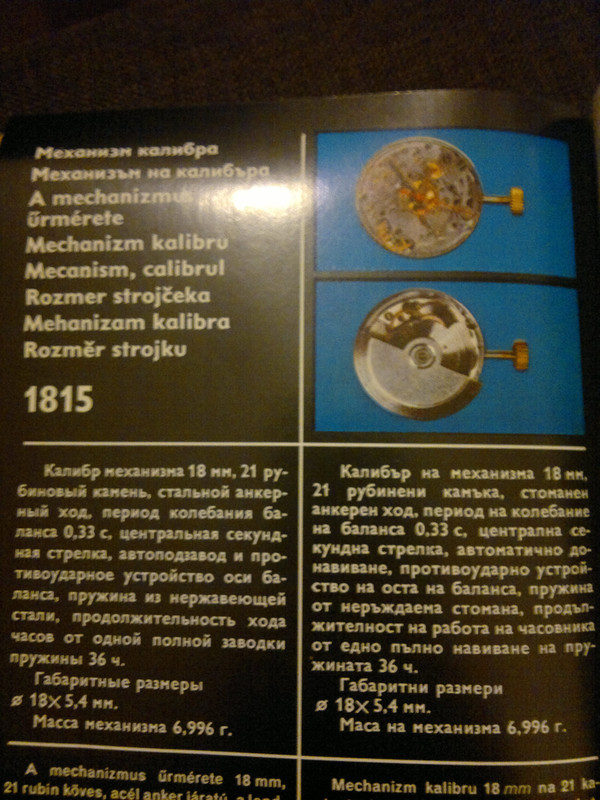 Механизм калибра
Механизъм на калибъра
A mechanizmus
űrmérete
Mechanizm kalibru
Mecanism, calibrul
Rozmer strojčeka
Mehanizam kalibra
Rozměr strojku
1815
Калибр механизма 18 мм, 21 ру-
биновый камень, стальной анкер-
ный ход, период колебания ба-
ланса 0,33 с, центральная секунд-
ная стрелка, автоподзавод и про-
тивоударное устройство оси ба-
ланса, пружина из нержавеющей
стали, продолжительность хода
часов от одной полной заводки
пружины 36 ч.
Габаритные размеры
ø 18×5,4 мм.
Масса механизма 6,996 г.
Калибър на механизма 18 мм,
21 рубинени камъка, стоманен
анкерен ход, период на колебание
на баланса 0,33 с, централна се-
кундна стрелка, автоматично до-
навиване, противоударно устрой-
ство на оста на баланса, пружина
от неръждаема стомана, продъл-
жителност на работа на часовника
от едно пълно навиване на пру-
жината 36 ч.
Габаритни размери
ø 18×5,4 мм.
Маса на механизма 6,996 г.
A mechanizmus űrmérete 18 mm,
21 rubin köves, acél anker járatú, a
Mechanizm kalibru 18 mm na 21 ka-